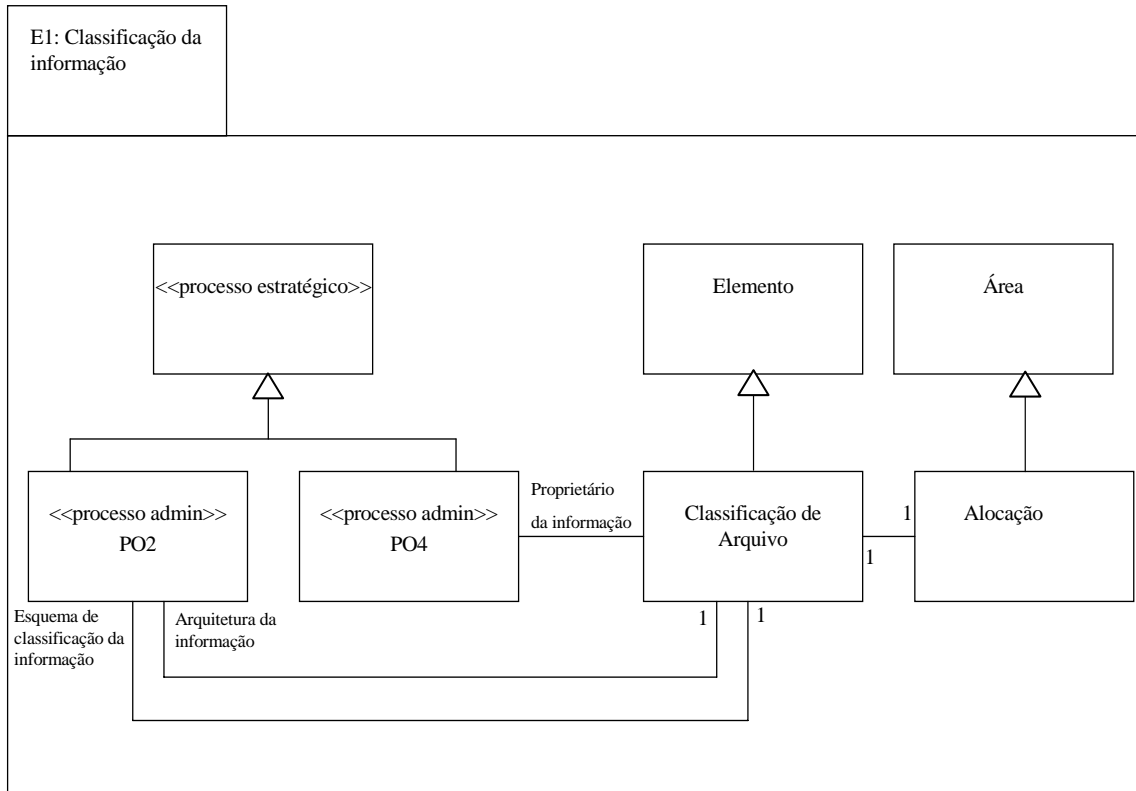 E1: Classificação da
informação
<<processo estratégico>>
Elemento
Área
<<processo admin>>
PO2
<<processo admin>>
PO4
Proprietário
da informação
Classificação de
Arquivo
1
1
Alocação
Esquema de
classificação da
informação
Arquitetura da
informação
1
1